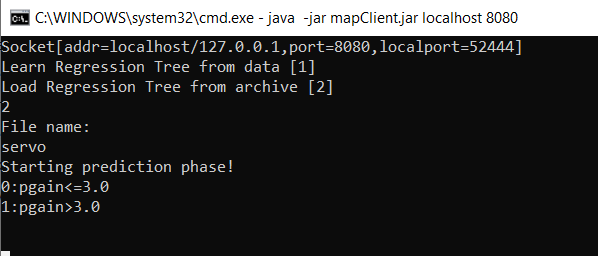 C:\WINDOWS\system32\cmd.exe - java  -jar mapClient.jar localhost 8080
Socket[addr=localhost/127.0.0.1,port=8080,localport=52444]
Learn Regression Tree from data [1]
Load Regression Tree from archive [2]
2
File name:
servo
Starting prediction phase!
0:pgain<=3.0
1:pgain>3.0